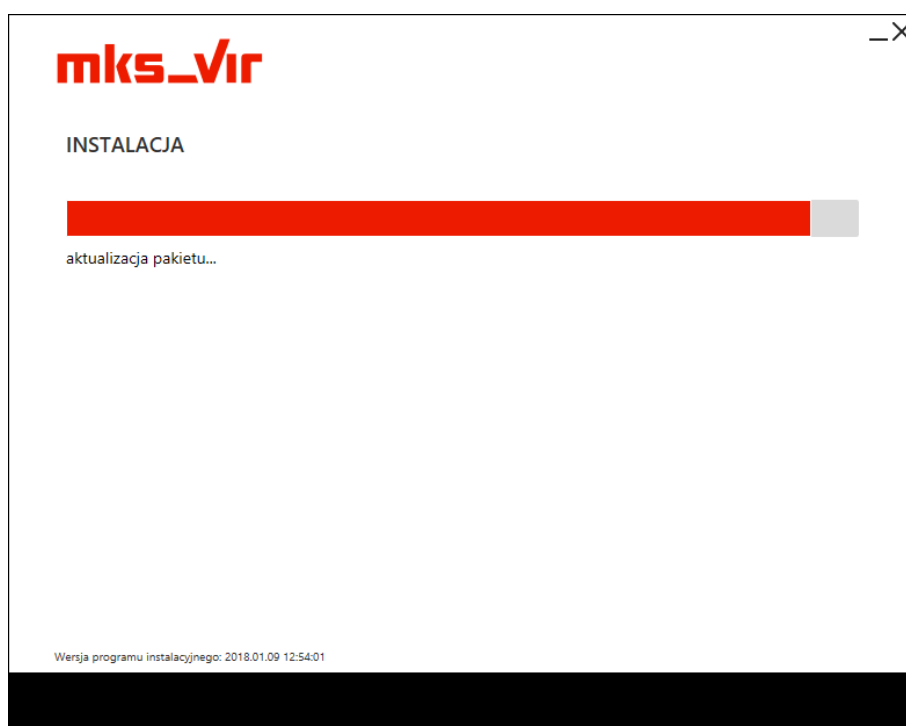 mks_vir
INSTALACJA
aktualizacja pakietu...
Wersja programu instalacyjnego: 2018.01.09 12:54:01